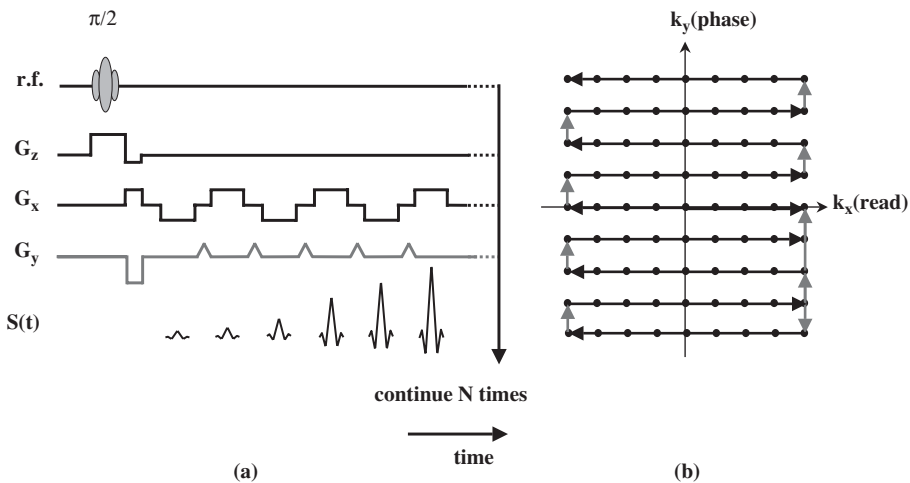 π/2
r.f.
G_z
G_x
G_y
S(t)
continue N times
time
(a)
k_y(phase)
k_x(read)
(b)